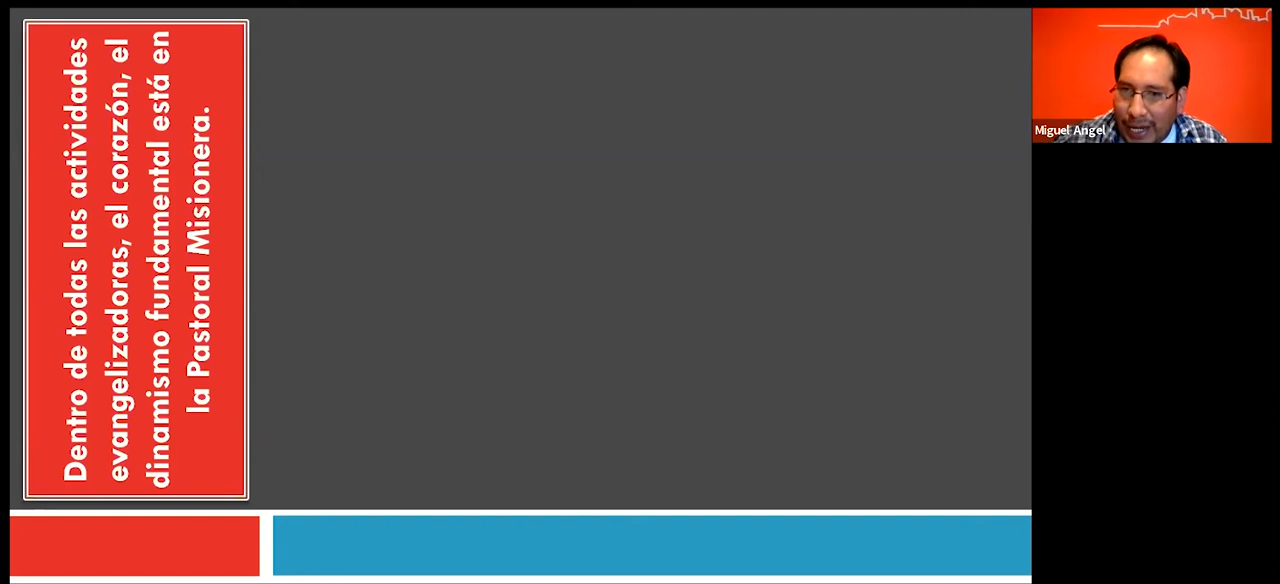 Dentro de todas las actividades
evangelizadoras, el corazón, el
dinamismo fundamental está en
la Pastoral Misionera.
Miguel Angel